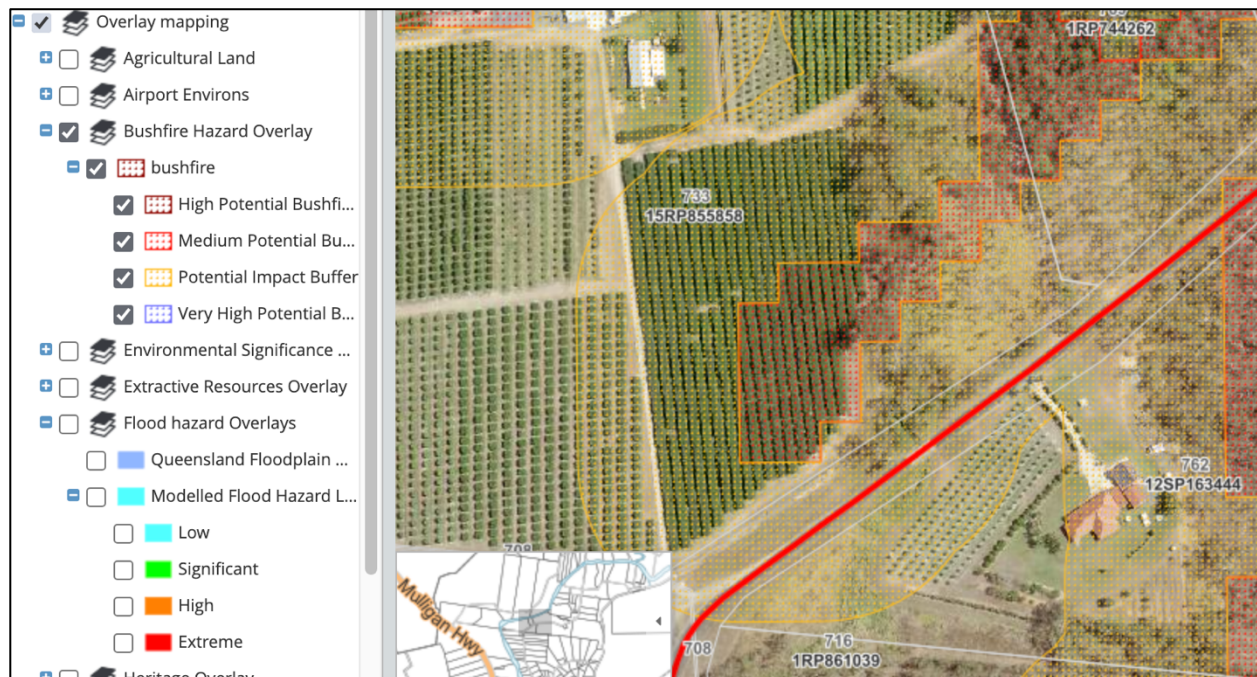 Overlay mapping
Agricultural Land
Airport Environs
Bushfire Hazard Overlay
bushfire
High Potential Bushfi...
Medium Potential Bu...
Potential Impact Buffer
Very High Potential B...
Environmental Significance ...
Extractive Resources Overlay
Flood hazard Overlays
Queensland Floodplain ...
Modelled Flood Hazard L...
Low
Significant
High
Extreme
Heritage Overlay
1RP744262
733
15RP855858
762
12SP163444
708
Mulligan Hwy
708
716
1RP861039